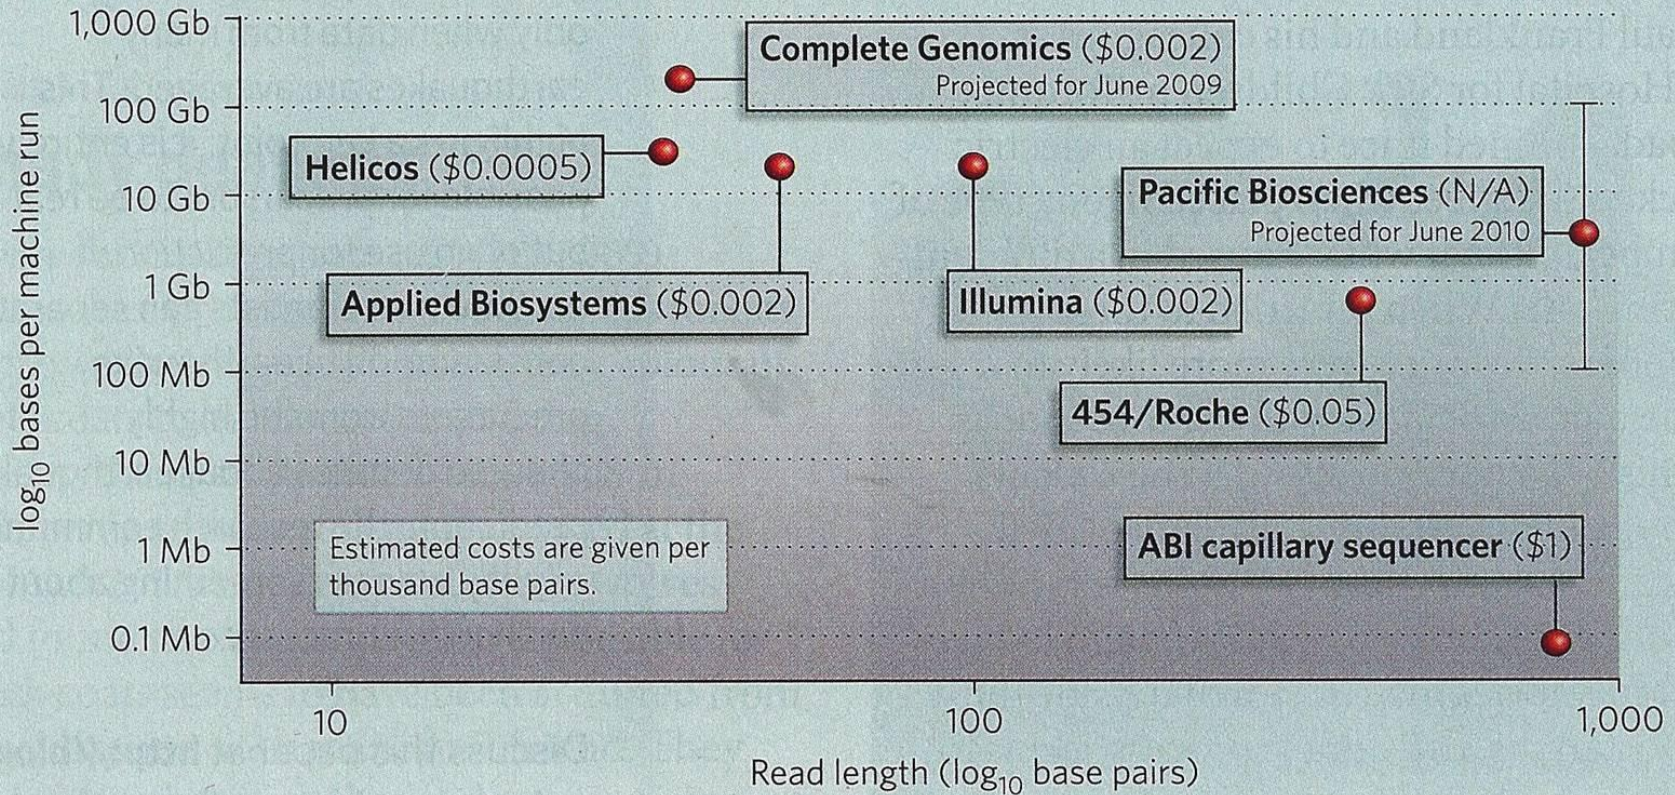 1,000 Gb
100 Gb
10 Gb
1 Gb
100 Mb
10 Mb
1 Mb
0.1 Mb
log10 bases per machine run
Complete Genomics ($0.002)
Projected for June 2009
Helicos ($0.0005)
Pacific Biosciences (N/A)
Projected for June 2010
Applied Biosystems ($0.002)
Illumina ($0.002)
454/Roche ($0.05)
ABI capillary sequencer ($1)
Estimated costs are given per
thousand base pairs.
10
100
1,000
Read length (log10 base pairs)